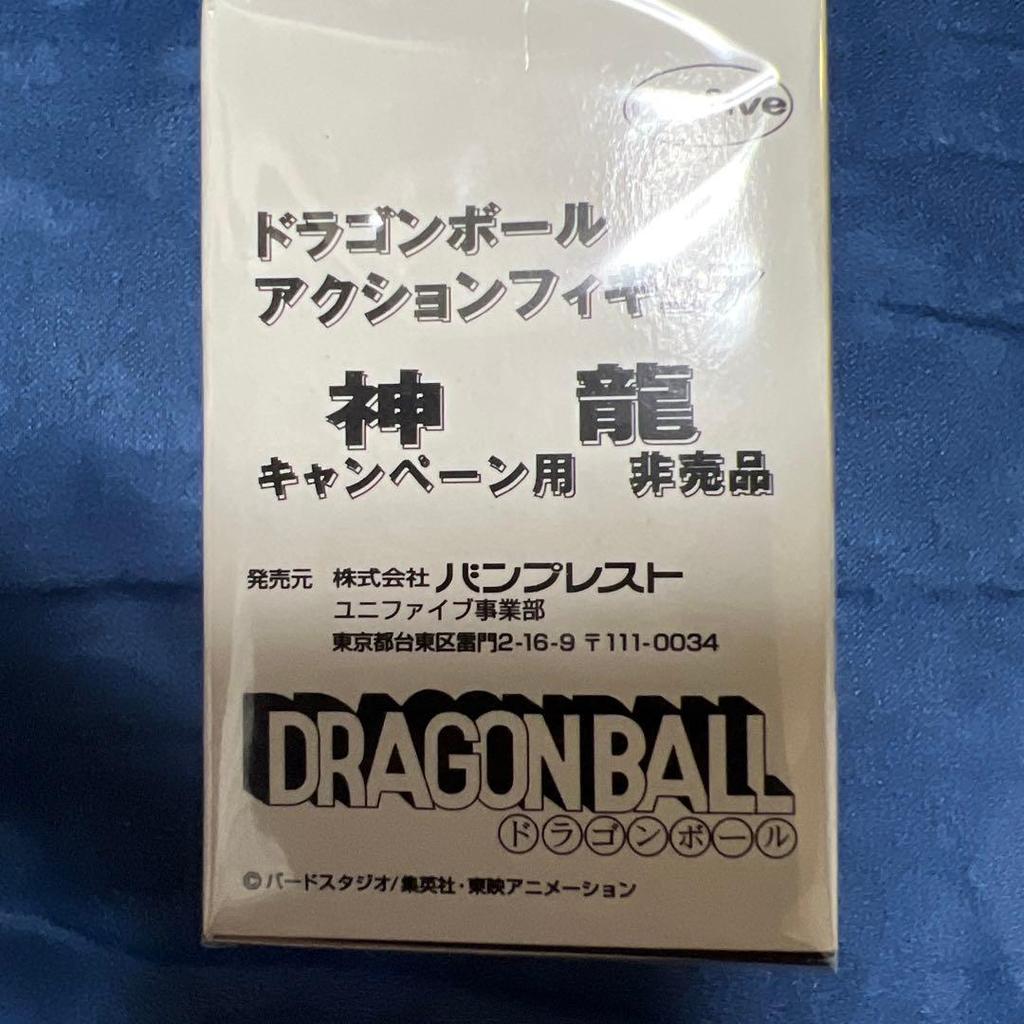 ドラゴンボール
アクションフィギュア
神 龍
キャンペーン用 非売品
発売元 株式会社 バンプレスト
ユニファイブ事業部
東京都台東区雷門2-16-9 〒111-0034
DRAGON BALL
ドラゴンボール
©バードスタジオ/集英社・東映アニメーション